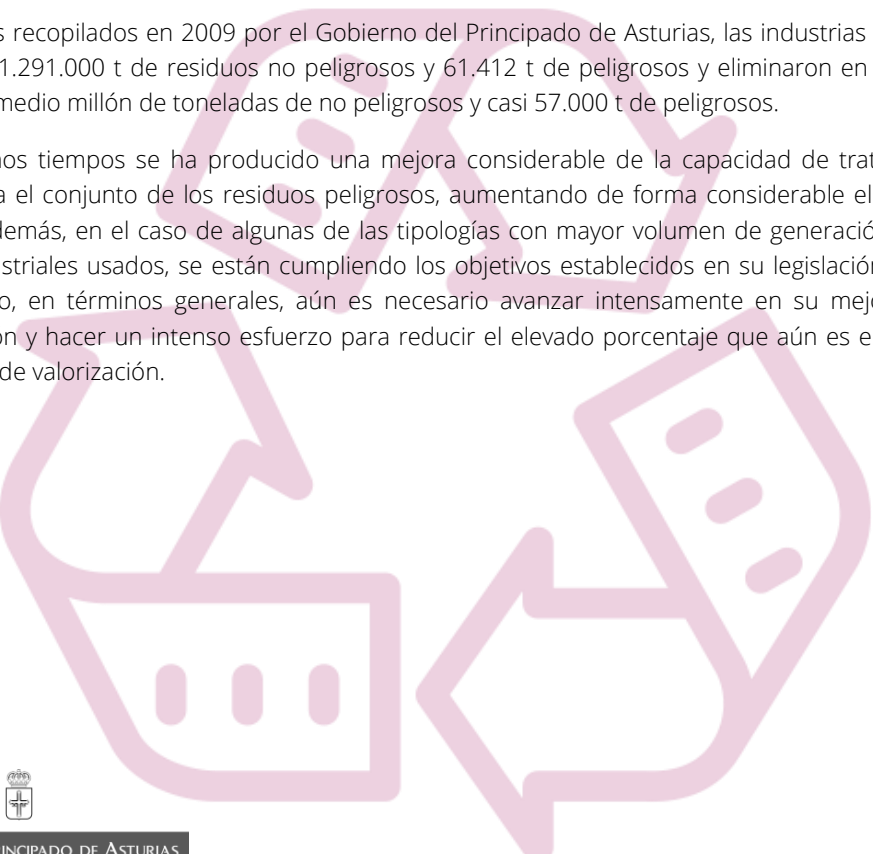 s recopilados en 2009 por el Gobierno del Principado de Asturias, las industrias
1.291.000 t de residuos no peligrosos y 61.412 t de peligrosos y eliminaron en
medio millón de toneladas de no peligrosos y casi 57.000 t de peligrosos.
nos tiempos se ha producido una mejora considerable de la capacidad de trat
a el conjunto de los residuos peligrosos, aumentando de forma considerable el
demás, en el caso de algunas de las tipologías con mayor volumen de generació
striales usados, se están cumpliendo los objetivos establecidos en su legislación
o, en términos generales, aún es necesario avanzar intensamente en su mejo
ón y hacer un intenso esfuerzo para reducir el elevado porcentaje que aún es e
de valorización.
INCIPADO DE ASTURIAS